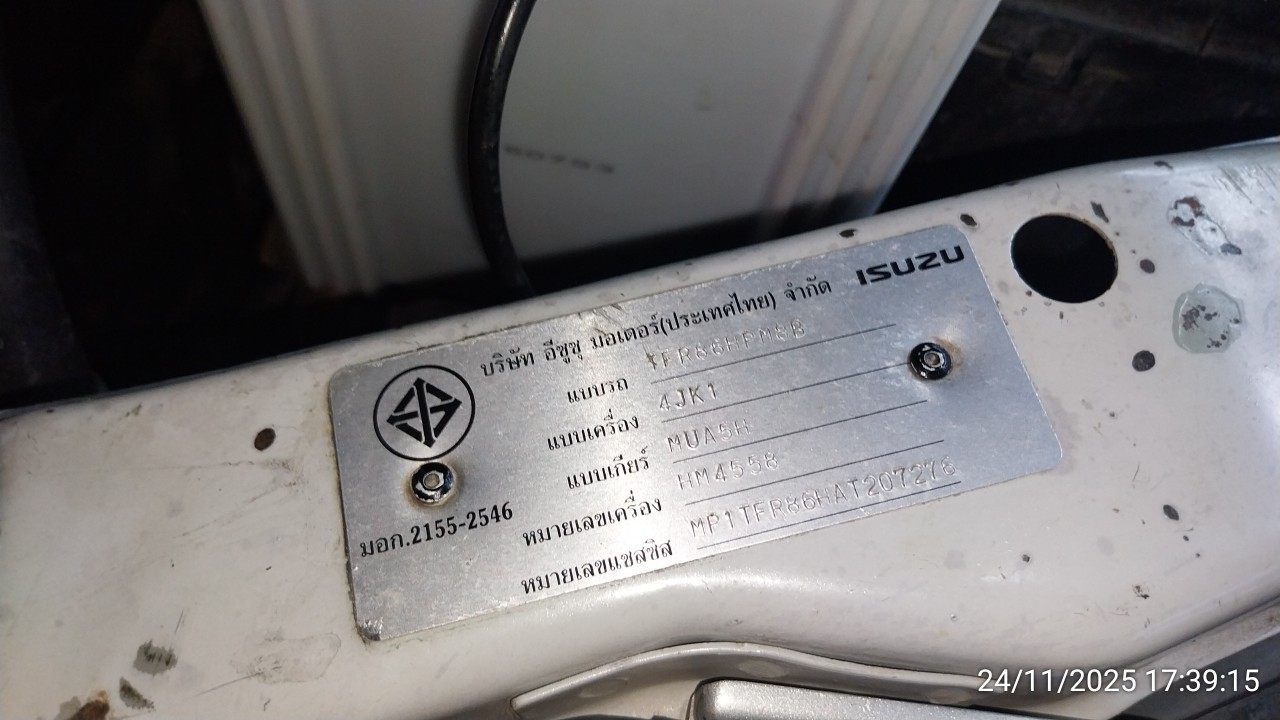 60793
บริษัท อีซูซุ มอเตอร์(ประเทศไทย) จำกัด ISUZU
แบบรถ TFR86HPM8B
แบบเครื่อง 4JK1
แบบเกียร์ MUA5H
หมายเลขเครื่อง HM4558
หมายเลขแชสซิส MP1TFR86HAT207276
มอก.2155-2546
24/11/2025 17:39:15